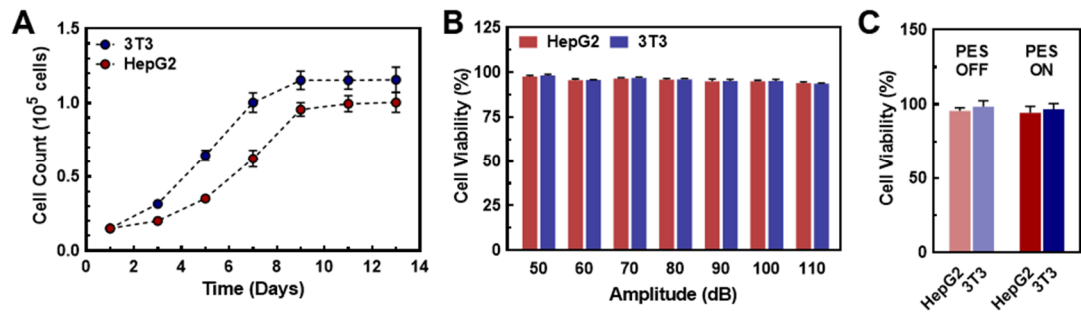 A
1.5
1.0
0.5
0.0
Cell Count (10⁵ cells)
3T3
HepG2
0 2 4 6 8 10 12 14
Time (Days)
B
125
100
75
50
25
0
Cell Viability (%)
HepG2 3T3
50 60 70 80 90 100 110
Amplitude (dB)
C
150
100
50
0
Cell Viability (%)
PES PES
OFF ON
HepG2 3T3 HepG2 3T3